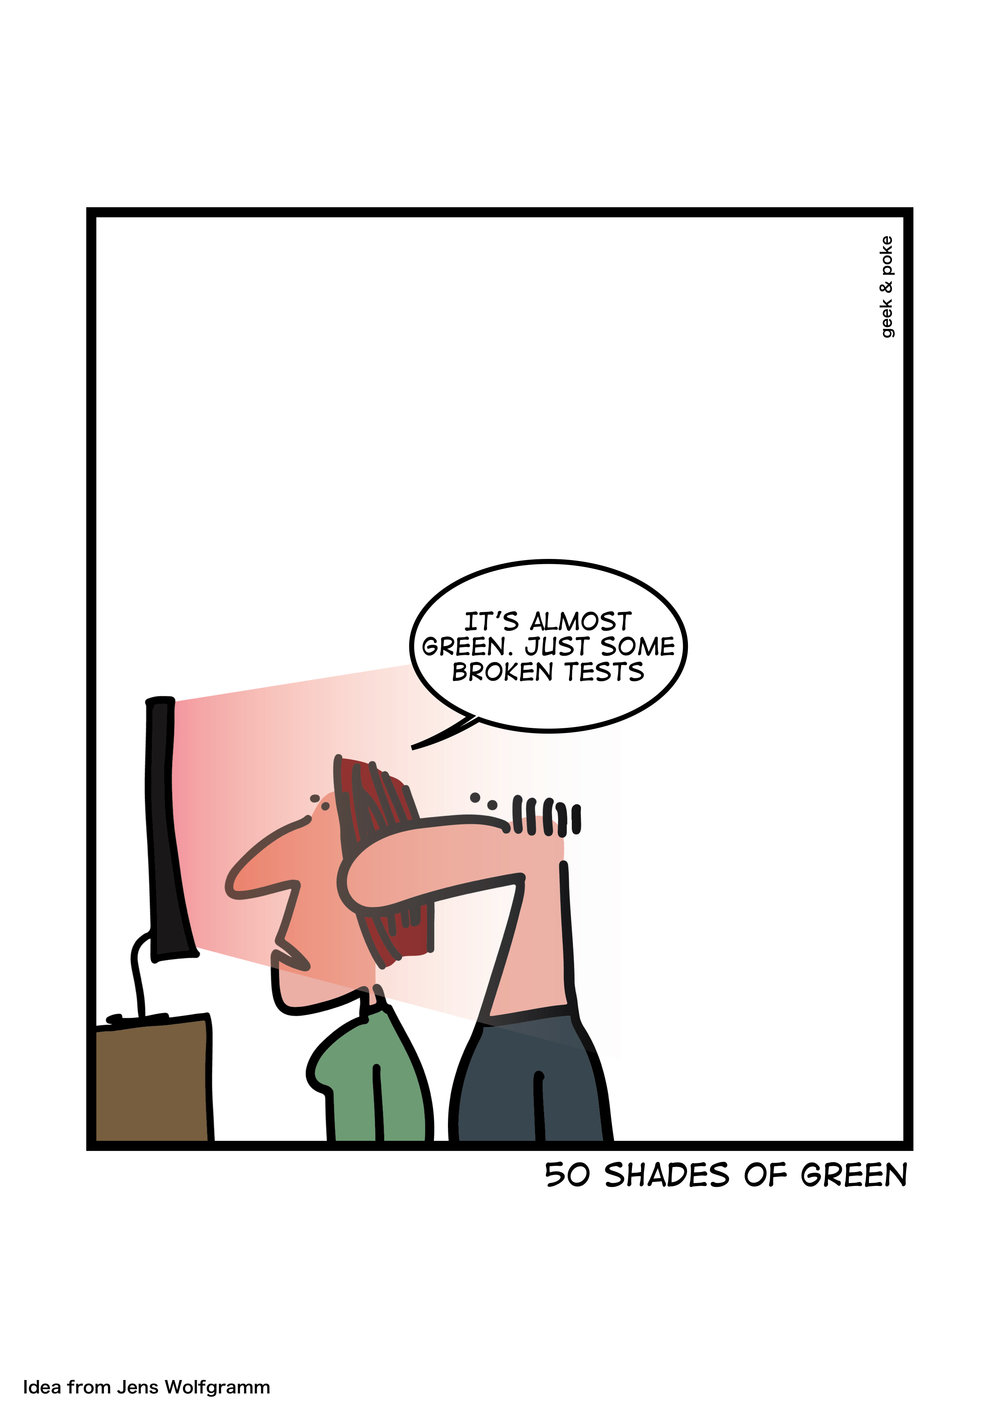 geek & poke
IT'S ALMOST
GREEN. JUST SOME
BROKEN TESTS
50 SHADES OF GREEN
Idea from Jens Wolfgramm